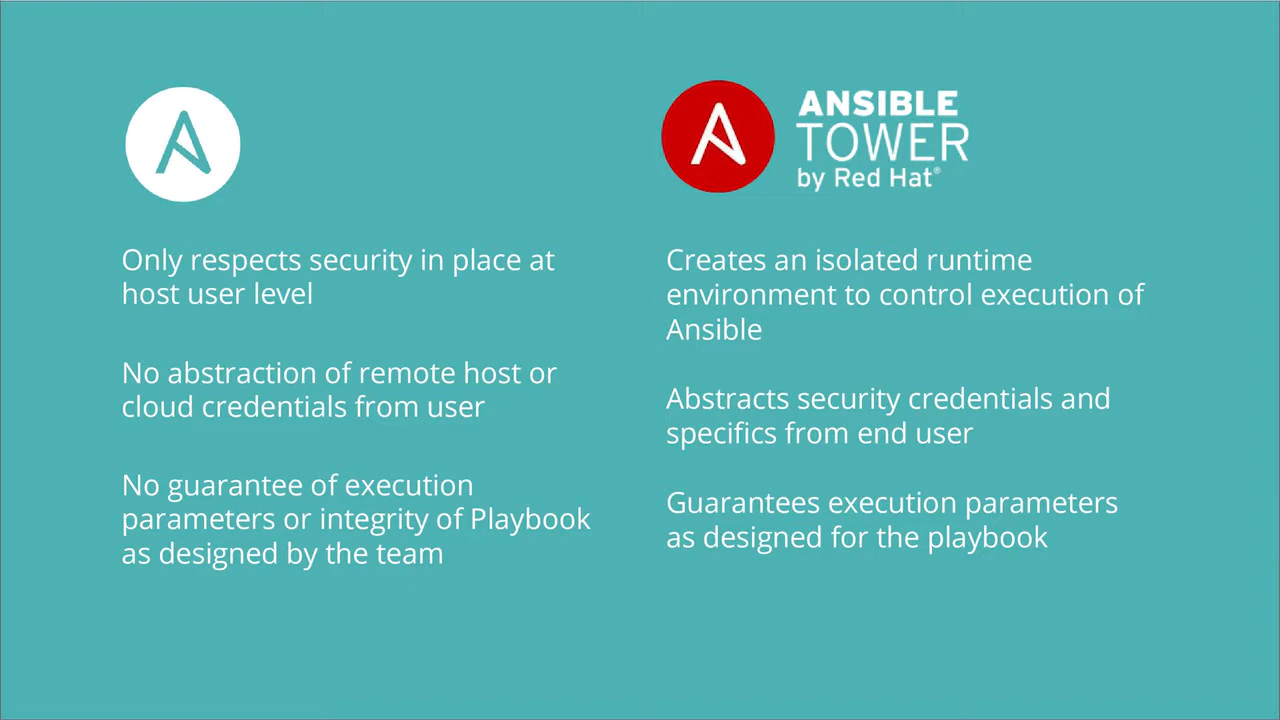 Only respects security in place at
host user level
No abstraction of remote host or
cloud credentials from user
No guarantee of execution
parameters or integrity of Playbook
as designed by the team
ANSIBLE
TOWER
by Red Hat®
Creates an isolated runtime
environment to control execution of
Ansible
Abstracts security credentials and
specifics from end user
Guarantees execution parameters
as designed for the playbook